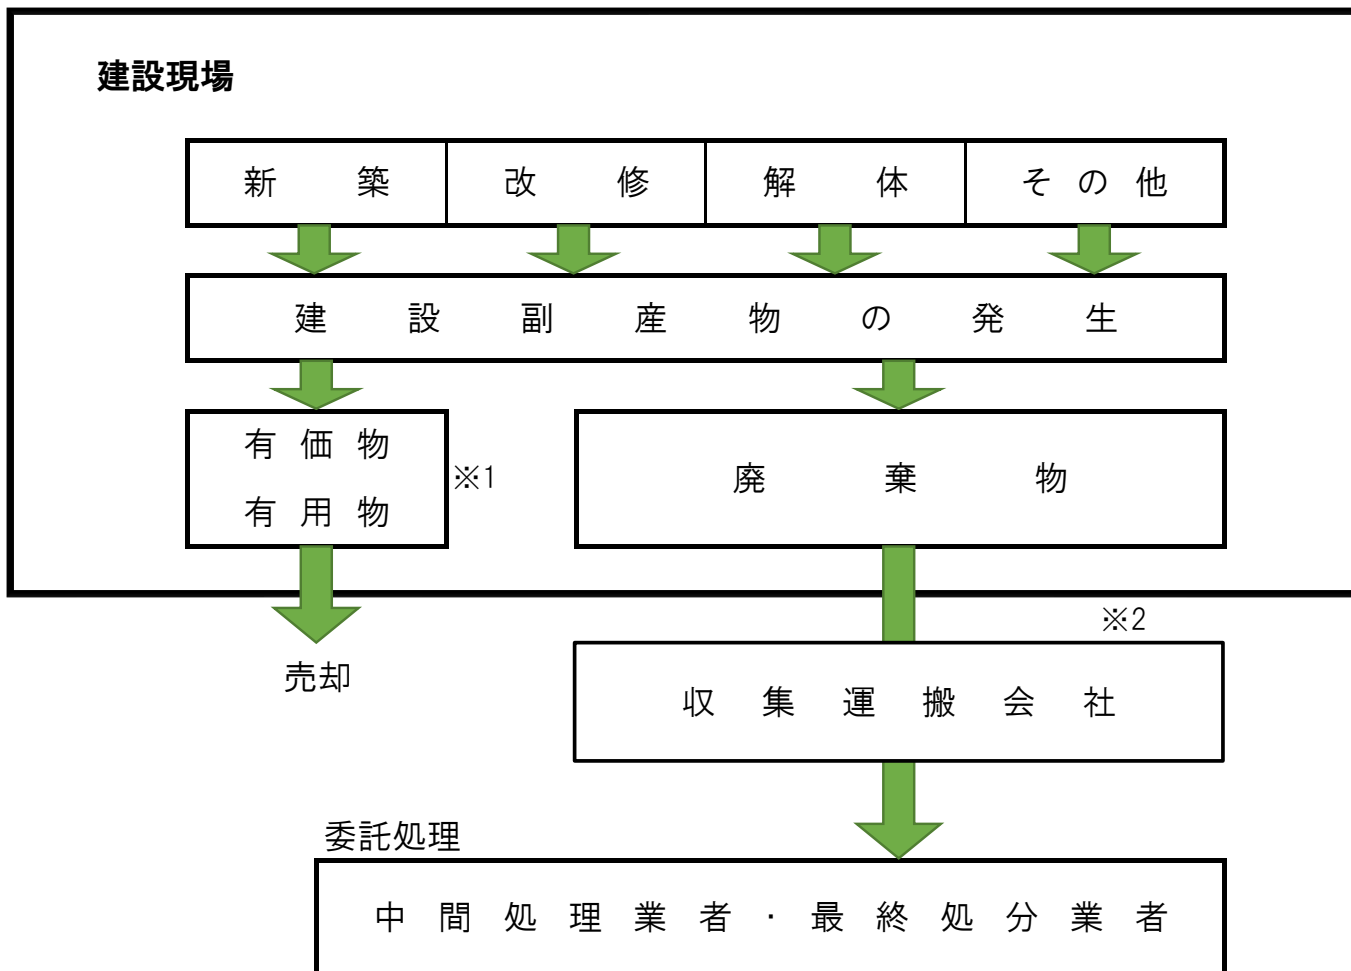 建設現場
新築 改修 解体 その他
建設副産物の発生
有価物
有用物
※1
廃棄物
※2
売却
収集運搬会社
委託処理
中間処理業者・最終処分業者